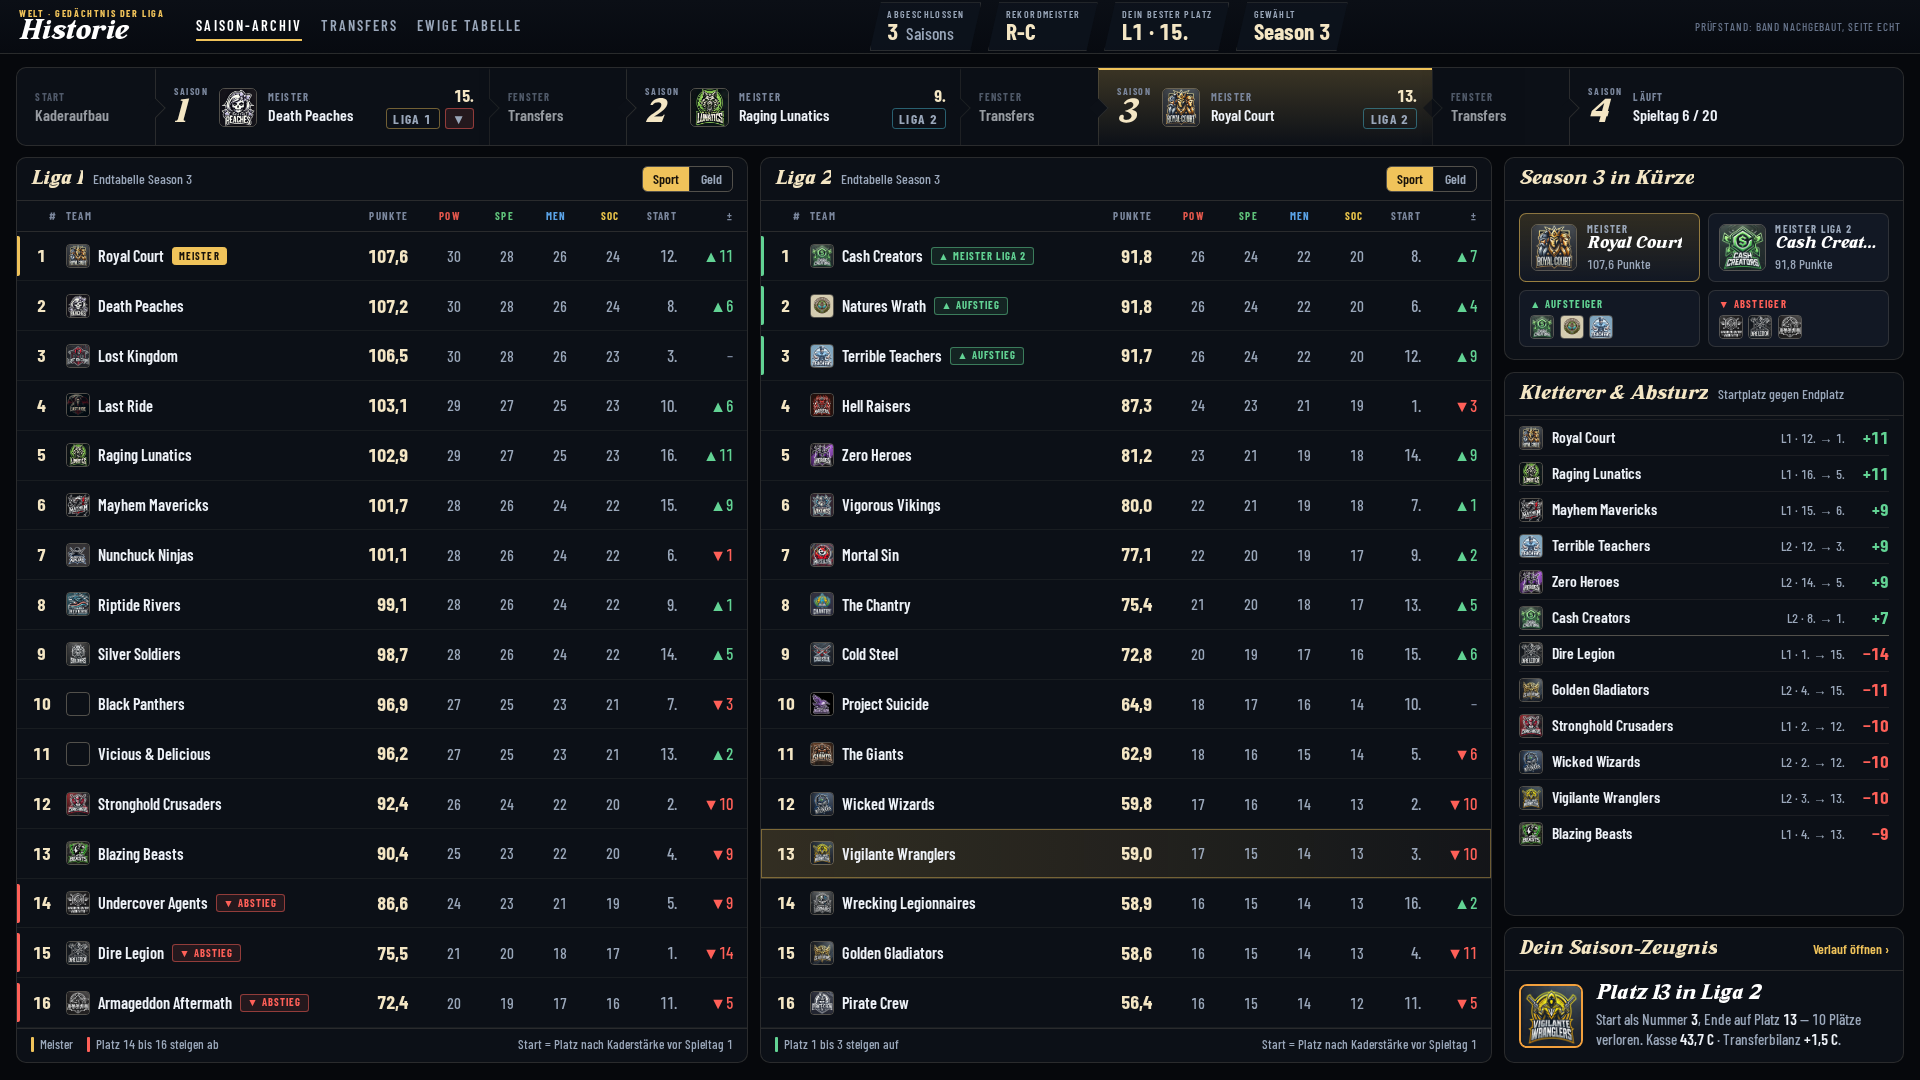 WELT · GEDÄCHTNIS DER LIGA
Historie
SAISON-ARCHIV TRANSFERS EWIGE TABELLE
ABGESCHLOSSEN
3 Saisons
REKORDMEISTER
R-C
DEIN BESTER PLATZ
L1 · 15.
GEWÄHLT
Season 3
PRÜFSTAND: BAND NACHGEBAUT, SEITE ECHT
START
Kaderaufbau
SAISON
1
MEISTER
Death Peaches
15.
LIGA 1 ▼
FENSTER
Transfers
SAISON
2
MEISTER
Raging Lunatics
9.
LIGA 2
FENSTER
Transfers
SAISON
3
MEISTER
Royal Court
13.
LIGA 2
FENSTER
Transfers
SAISON
4
LÄUFT
Spieltag 6 / 20
Liga 1 Endtabelle Season 3 Sport Geld
# TEAM PUNKTE POW SPE MEN SOC START ±
1 Royal Court MEISTER 107,6 30 28 26 24 12. ▲11
2 Death Peaches 107,2 30 28 26 24 8. ▲6
3 Lost Kingdom 106,5 30 28 26 23 3. –
4 Last Ride 103,1 29 27 25 23 10. ▲6
5 Raging Lunatics 102,9 29 27 25 23 16. ▲11
6 Mayhem Mavericks 101,7 28 26 24 22 15. ▲9
7 Nunchuck Ninjas 101,1 28 26 24 22 6. ▼1
8 Riptide Rivers 99,1 28 26 24 22 9. ▲1
9 Silver Soldiers 98,7 28 26 24 22 14. ▲5
10 Black Panthers 96,9 27 25 23 21 7. ▼3
11 Vicious & Delicious 96,2 27 25 23 21 13. ▲2
12 Stronghold Crusaders 92,4 26 24 22 20 2. ▼10
13 Blazing Beasts 90,4 25 23 22 20 4. ▼9
14 Undercover Agents ▼ ABSTIEG 86,6 24 23 21 19 5. ▼9
15 Dire Legion ▼ ABSTIEG 75,5 21 20 18 17 1. ▼14
16 Armageddon Aftermath ▼ ABSTIEG 72,4 20 19 17 16 11. ▼5
Meister Platz 14 bis 16 steigen ab Start = Platz nach Kaderstärke vor Spieltag 1
Liga 2 Endtabelle Season 3 Sport Geld
# TEAM PUNKTE POW SPE MEN SOC START ±
1 Cash Creators ▲ MEISTER LIGA 2 91,8 26 24 22 20 8. ▲7
2 Natures Wrath ▲ AUFSTIEG 91,8 26 24 22 20 6. ▲4
3 Terrible Teachers ▲ AUFSTIEG 91,7 26 24 22 20 12. ▲9
4 Hell Raisers 87,3 24 23 21 19 1. ▼3
5 Zero Heroes 81,2 23 21 19 18 14. ▲9
6 Vigorous Vikings 80,0 22 21 19 18 7. ▲1
7 Mortal Sin 77,1 22 20 19 17 9. ▲2
8 The Chantry 75,4 21 20 18 17 13. ▲5
9 Cold Steel 72,8 20 19 17 16 15. ▲6
10 Project Suicide 64,9 18 17 16 14 10. –
11 The Giants 62,9 18 16 15 14 5. ▼6
12 Wicked Wizards 59,8 17 16 14 13 2. ▼10
13 Vigilante Wranglers 59,0 17 15 14 13 3. ▼10
14 Wrecking Legionnaires 58,9 16 15 14 13 16. ▲2
15 Golden Gladiators 58,6 16 15 14 13 4. ▼11
16 Pirate Crew 56,4 16 15 14 12 11. ▼5
Platz 1 bis 3 steigen auf Start = Platz nach Kaderstärke vor Spieltag 1
Season 3 in Kürze
MEISTER
Royal Court
107,6 Punkte
MEISTER LIGA 2
Cash Creat...
91,8 Punkte
▲ AUFSTEIGER
▼ ABSTEIGER
Kletterer & Absturz Startplatz gegen Endplatz
Royal Court L1 · 12. → 1. +11
Raging Lunatics L1 · 16. → 5. +11
Mayhem Mavericks L1 · 15. → 6. +9
Terrible Teachers L2 · 12. → 3. +9
Zero Heroes L2 · 14. → 5. +9
Cash Creators L2 · 8. → 1. +7
Dire Legion L1 · 1. → 15. −14
Golden Gladiators L2 · 4. → 15. −11
Stronghold Crusaders L1 · 2. → 12. −10
Wicked Wizards L2 · 2. → 12. −10
Vigilante Wranglers L2 · 3. → 13. −10
Blazing Beasts L1 · 4. → 13. −9
Dein Saison-Zeugnis Verlauf öffnen ›
VIGILANTE
WRANGLERS
Platz 13 in Liga 2
Start als Nummer 3, Ende auf Platz 13 — 10 Plätze
verloren. Kasse 43,7 C · Transferbilanz +1,5 C.